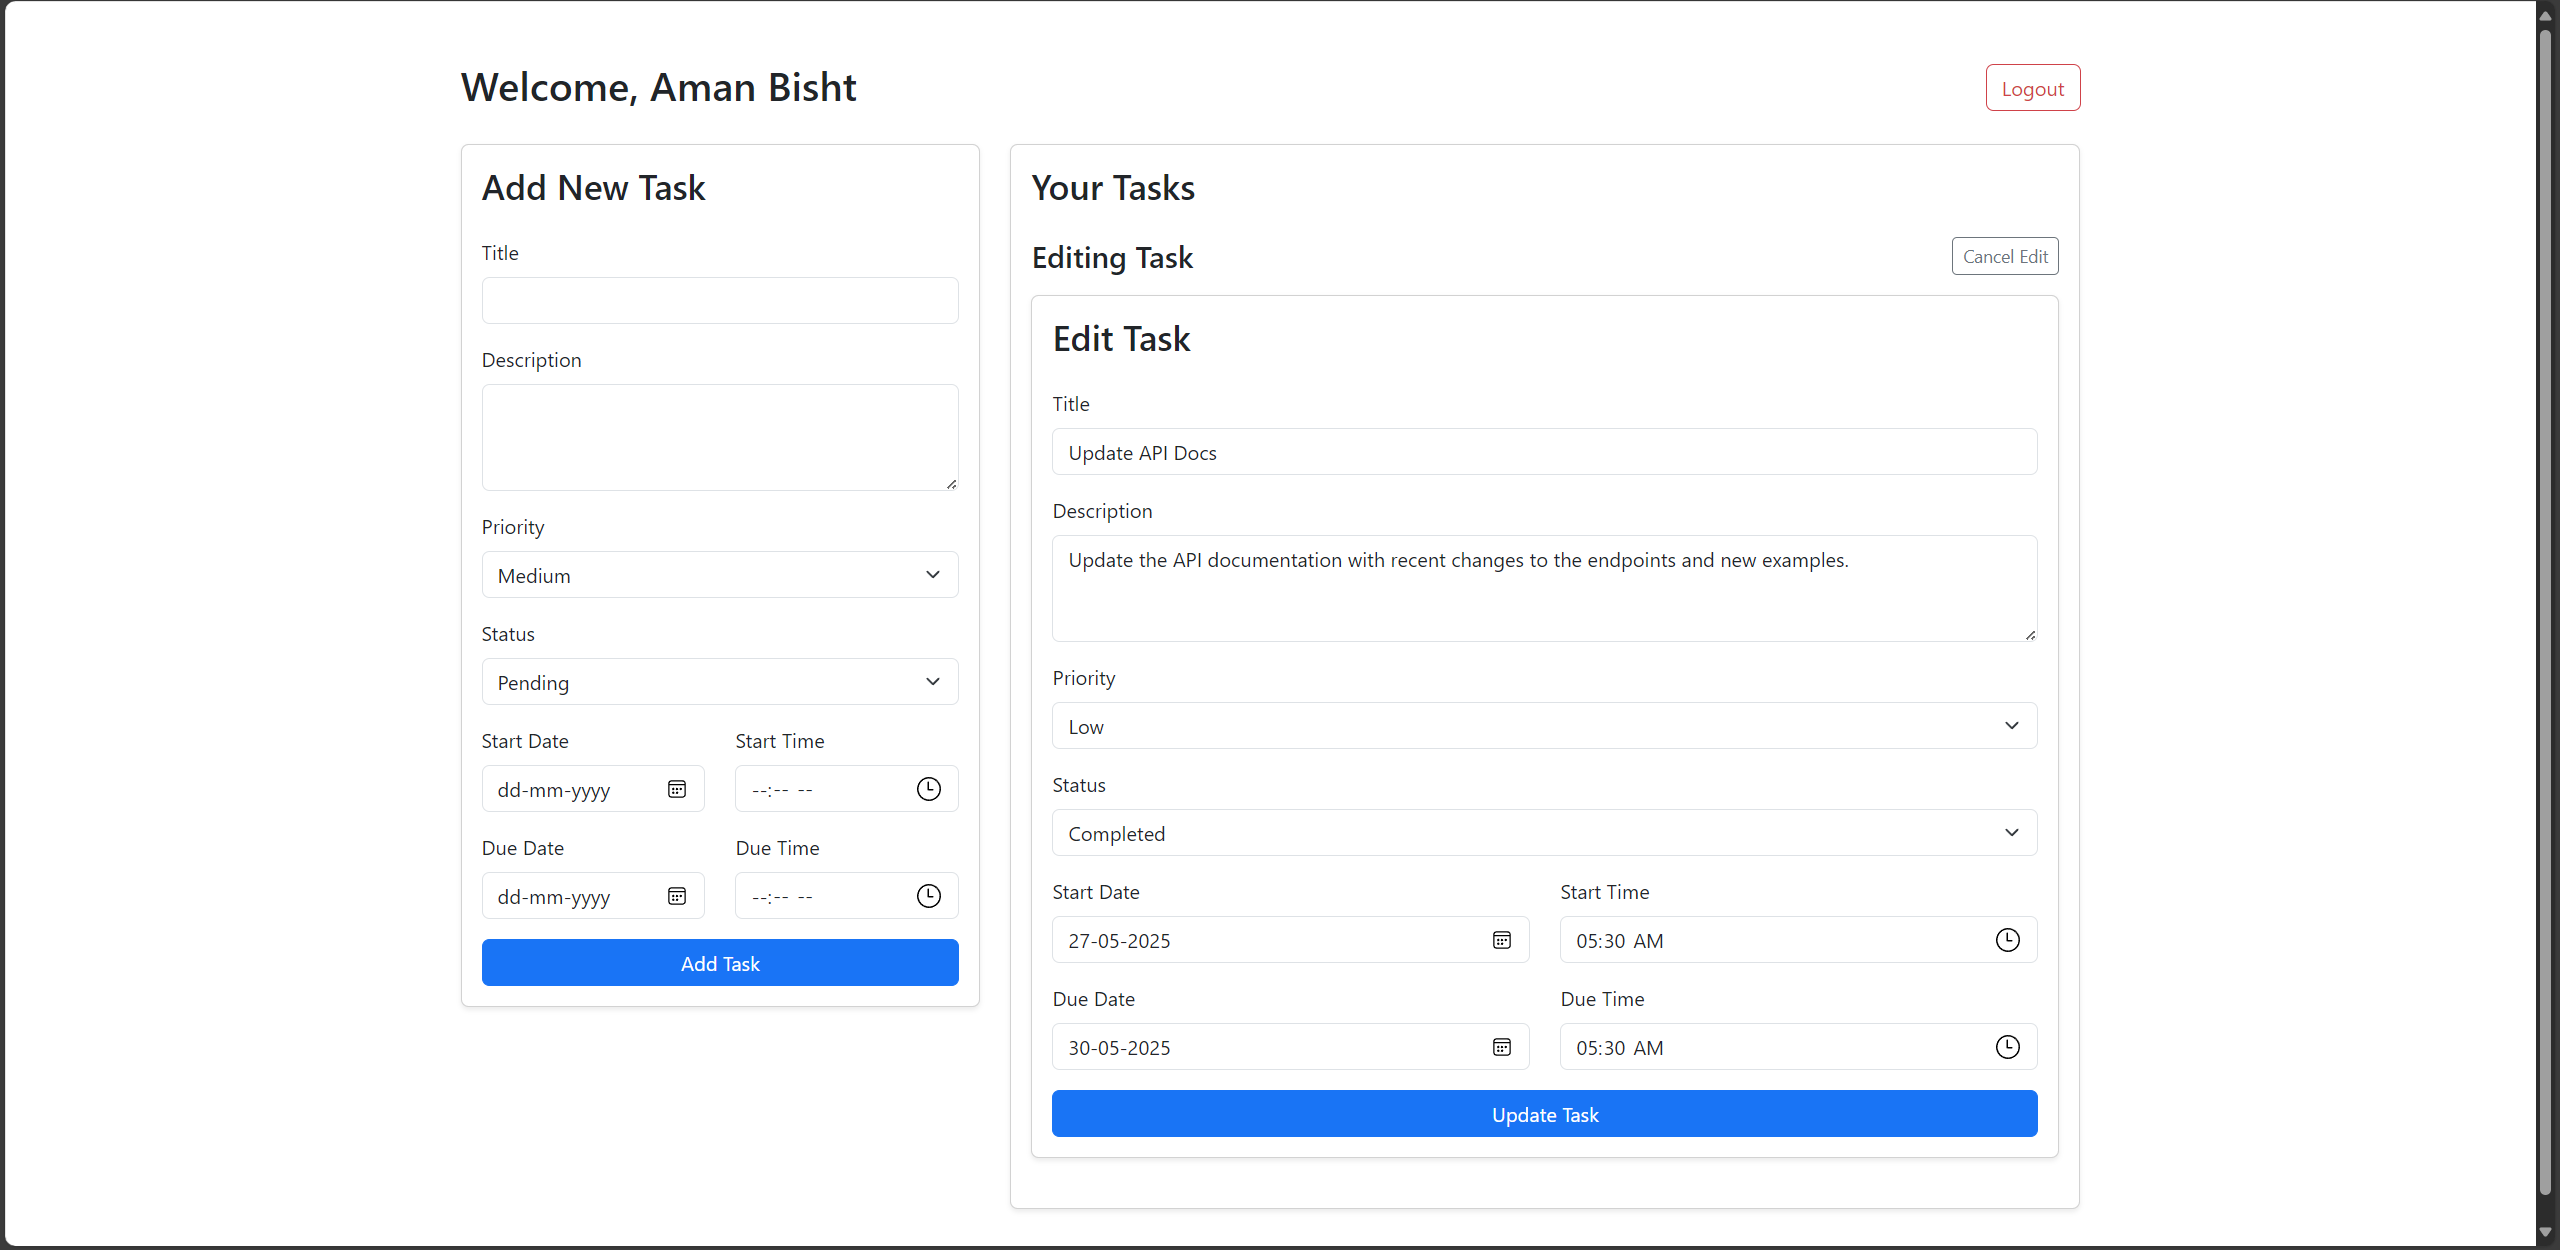 Welcome, Aman Bisht
Logout
Add New Task
Title
Description
Priority
Medium
Status
Pending
Start Date Start Time
dd-mm-yyyy --:-- --
Due Date Due Time
dd-mm-yyyy --:-- --
Add Task
Your Tasks
Editing Task
Cancel Edit
Edit Task
Title
Update API Docs
Description
Update the API documentation with recent changes to the endpoints and new examples.
Priority
Low
Status
Completed
Start Date Start Time
27-05-2025 05:30 AM
Due Date Due Time
30-05-2025 05:30 AM
Update Task